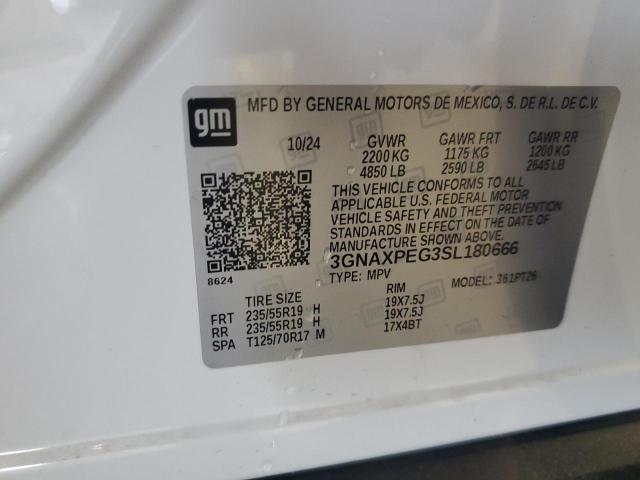 gm
MFD BY GENERAL MOTORS DE MEXICO, S. DE R.L. DE C.V.
10/24 GVWR GAWR FRT GAWR RR
2200 KG 1175 KG 1200 KG
4850 LB 2590 LB 2645 LB
THIS VEHICLE CONFORMS TO ALL
APPLICABLE U.S. FEDERAL MOTOR
VEHICLE SAFETY AND THEFT PREVENTION
STANDARDS IN EFFECT ON THE DATE OF
MANUFACTURE SHOWN ABOVE.
8624
3GNAXPEG3SL180666
TYPE: MPV MODEL: 361PT26
TIRE SIZE RIM
FRT 235/55R19 H 19X7.5J
RR 235/55R19 H 19X7.5J
SPA T125/70R17 M 17X4BT